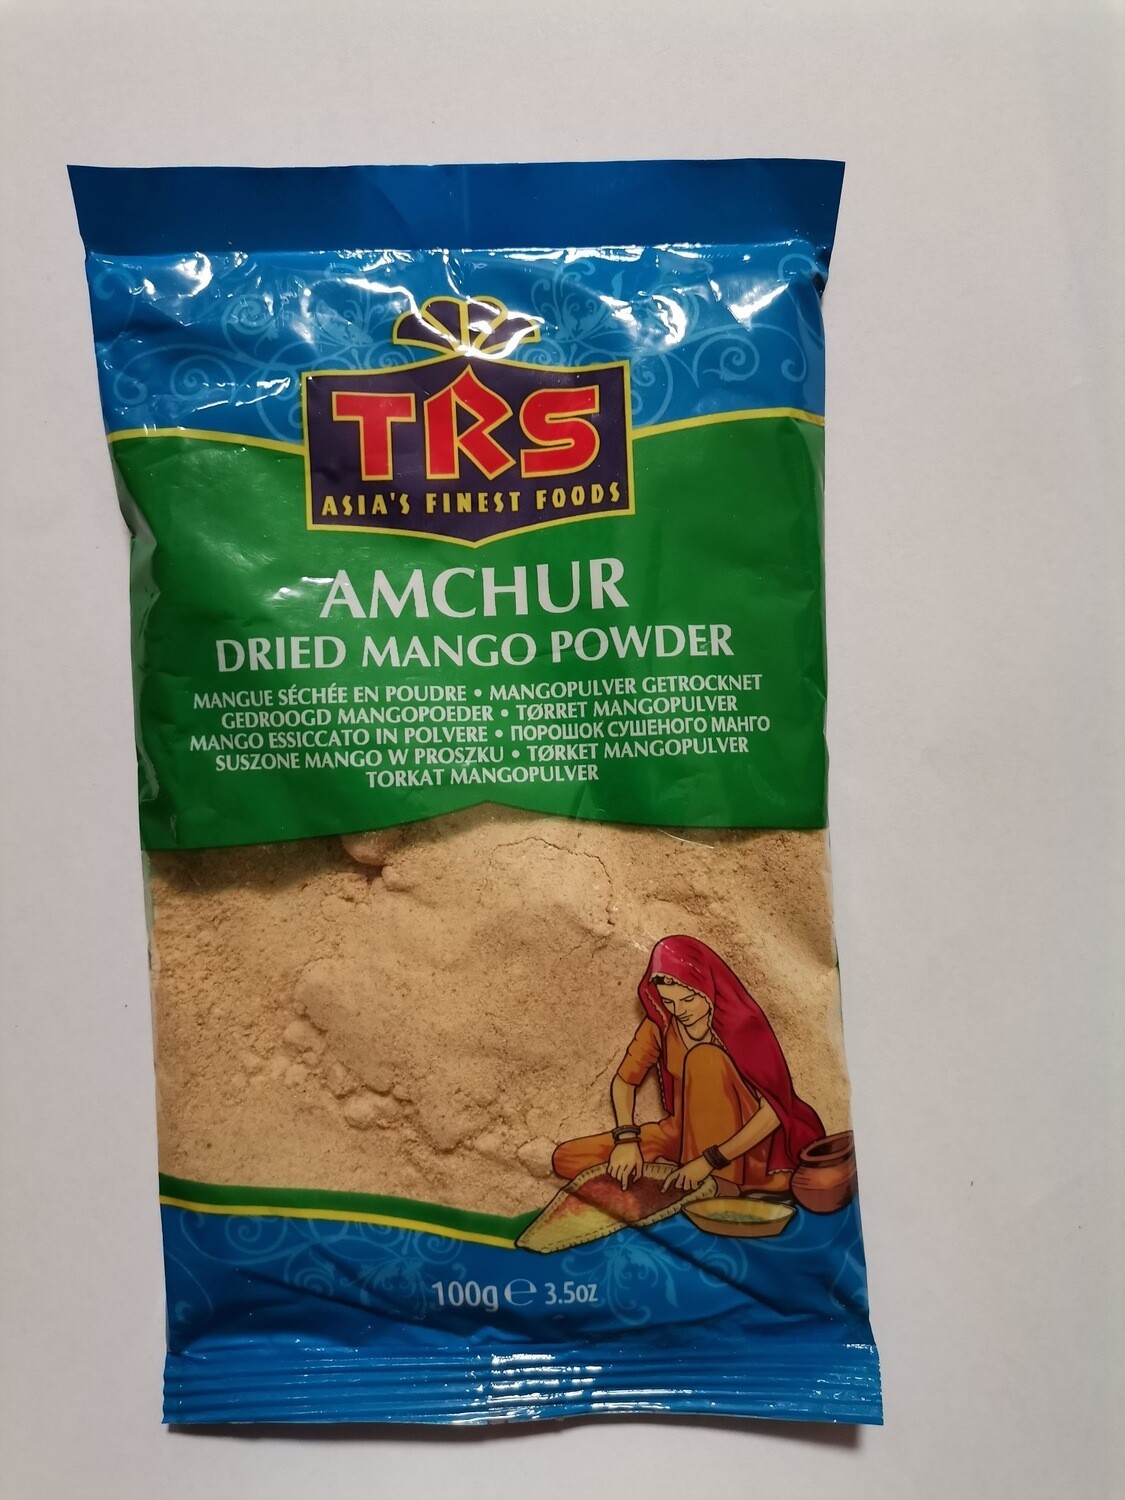 TRS
ASIA'S FINEST FOODS
AMCHUR
DRIED MANGO POWDER
MANGUE SÉCHÉE EN POUDRE • MANGOPULVER GETROCKNET
GEDROOGD MANGOPOEDER • TØRRET MANGOPULVER
MANGO ESSICCATO IN POLVERE • ПОРОШОК СУШЕНОГО МАНГО
SUSZONE MANGO W PROSZKU • TØRKET MANGOPULVER
TORKAT MANGOPULVER
100g ℮ 3.5oz